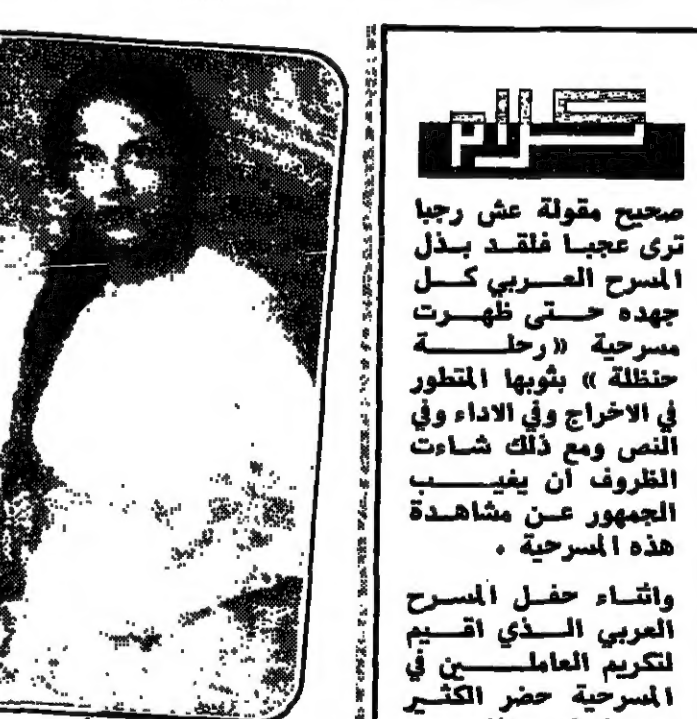 كلام
صحيح مقولة عش رجبا
ترى عجبا فلقد بذل
المسرح العربي كل
جهده حتى ظهرت
مسرحية «رحلة
حنظلة» بثوبها المتطور
في الاخراج وفي الاداء وفي
النص ومع ذلك شاءت
الظروف ان يغيب
الجمهور عن مشاهدة
هذه المسرحية .
واثناء حفل المسرح
العربي الذي اقيم
لتكريم العاملين في
المسرحية حضر الكثير